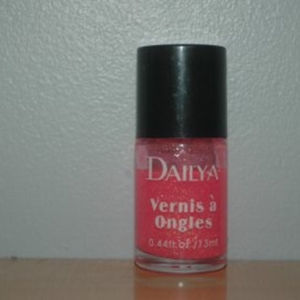 DAILYA
Vernis à
Ongles
0.44fl.oz/13ml